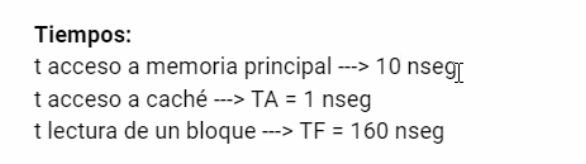 Tiempos:
t acceso a memoria principal ---> 10 nseg
t acceso a caché ---> TA = 1 nseg
t lectura de un bloque ---> TF = 160 nseg